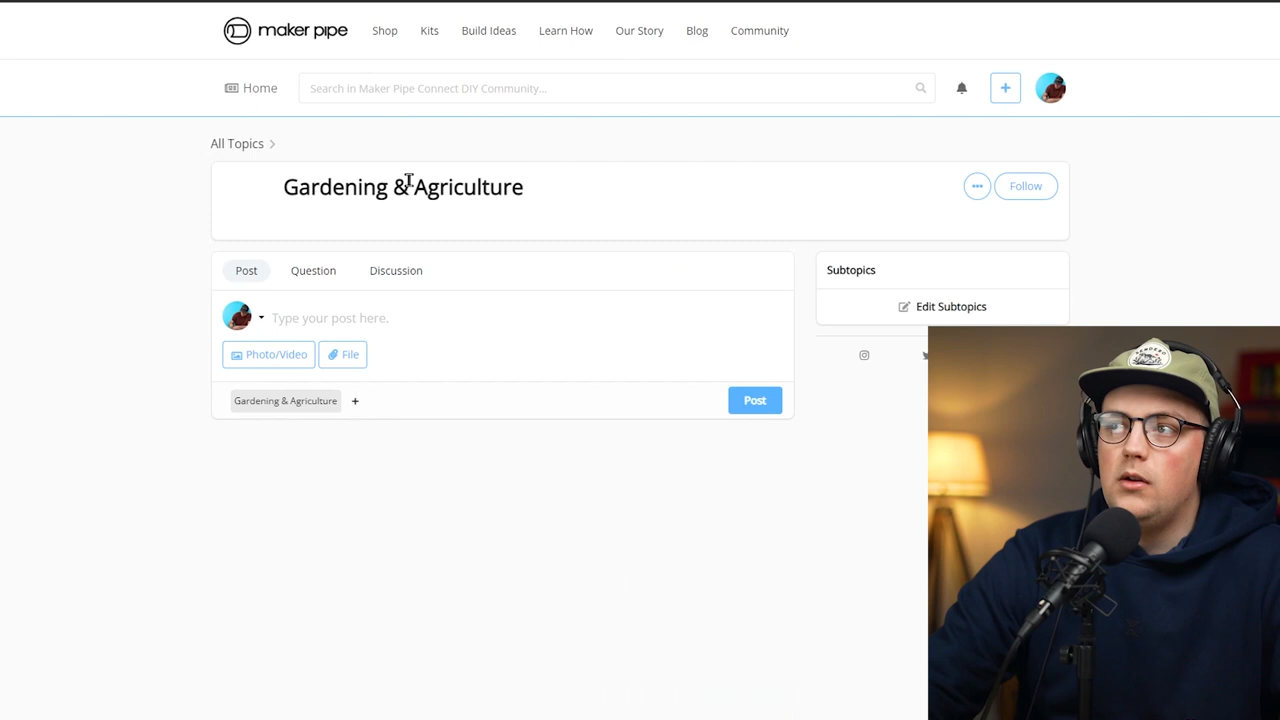 maker pipe
Shop
Kits
Build Ideas
Learn How
Our Story
Blog
Community
Home
Search in Maker Pipe Connect DIY Community...
+
All Topics >
Gardening & Agriculture
Follow
Post
Question
Discussion
Type your post here.
Photo/Video
File
Gardening & Agriculture +
Post
Subtopics
Edit Subtopics